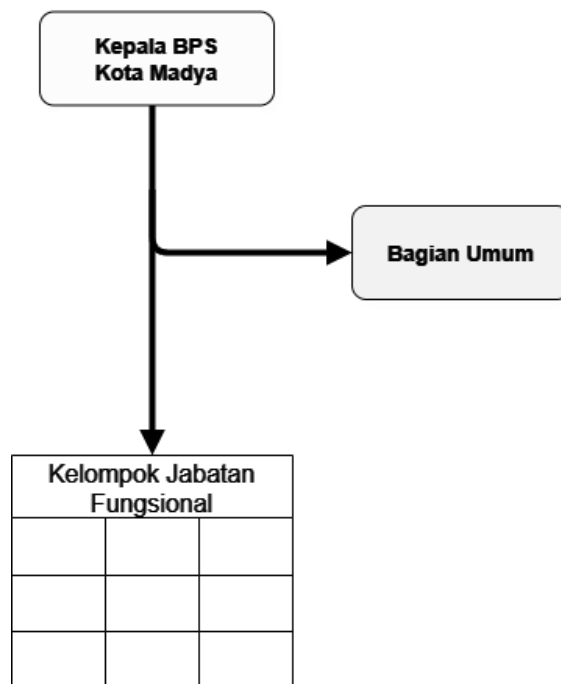 Kepala BPS
Kota Madya
Bagian Umum
Kelompok Jabatan
Fungsional